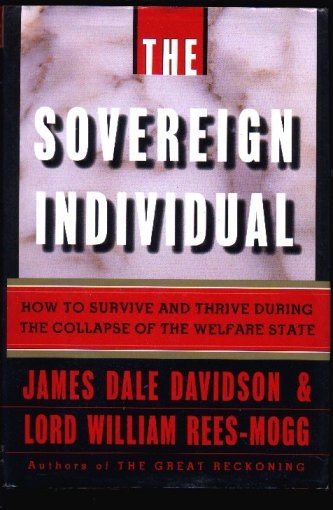 THE
SOVEREIGN
INDIVIDUAL
HOW TO SURVIVE AND THRIVE DURING
THE COLLAPSE OF THE WELFARE STATE
JAMES DALE DAVIDSON &
LORD WILLIAM REES-MOGG
Authors of THE GREAT RECKONING